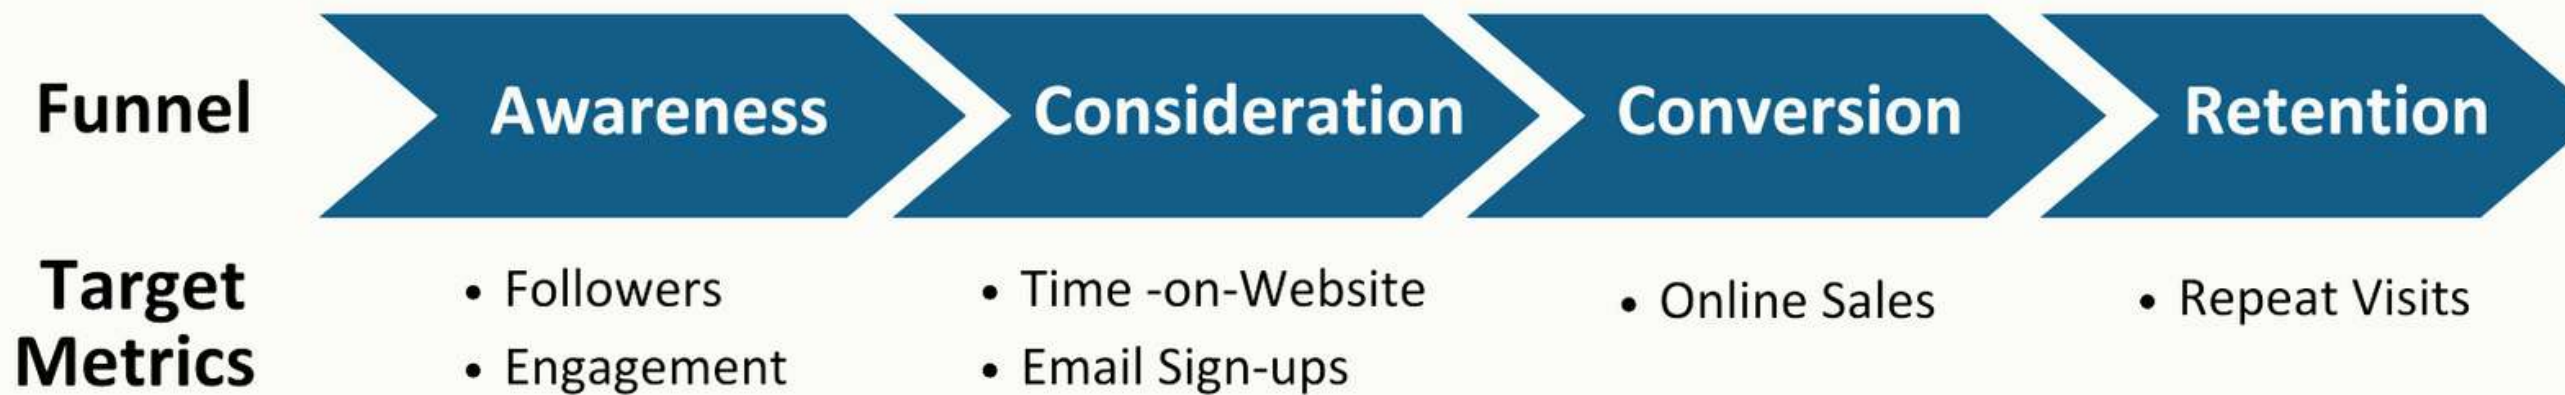 Funnel
Awareness
Consideration
Conversion
Retention
Target
Metrics
• Followers
• Engagement
• Time -on-Website
• Email Sign-ups
• Online Sales
• Repeat Visits